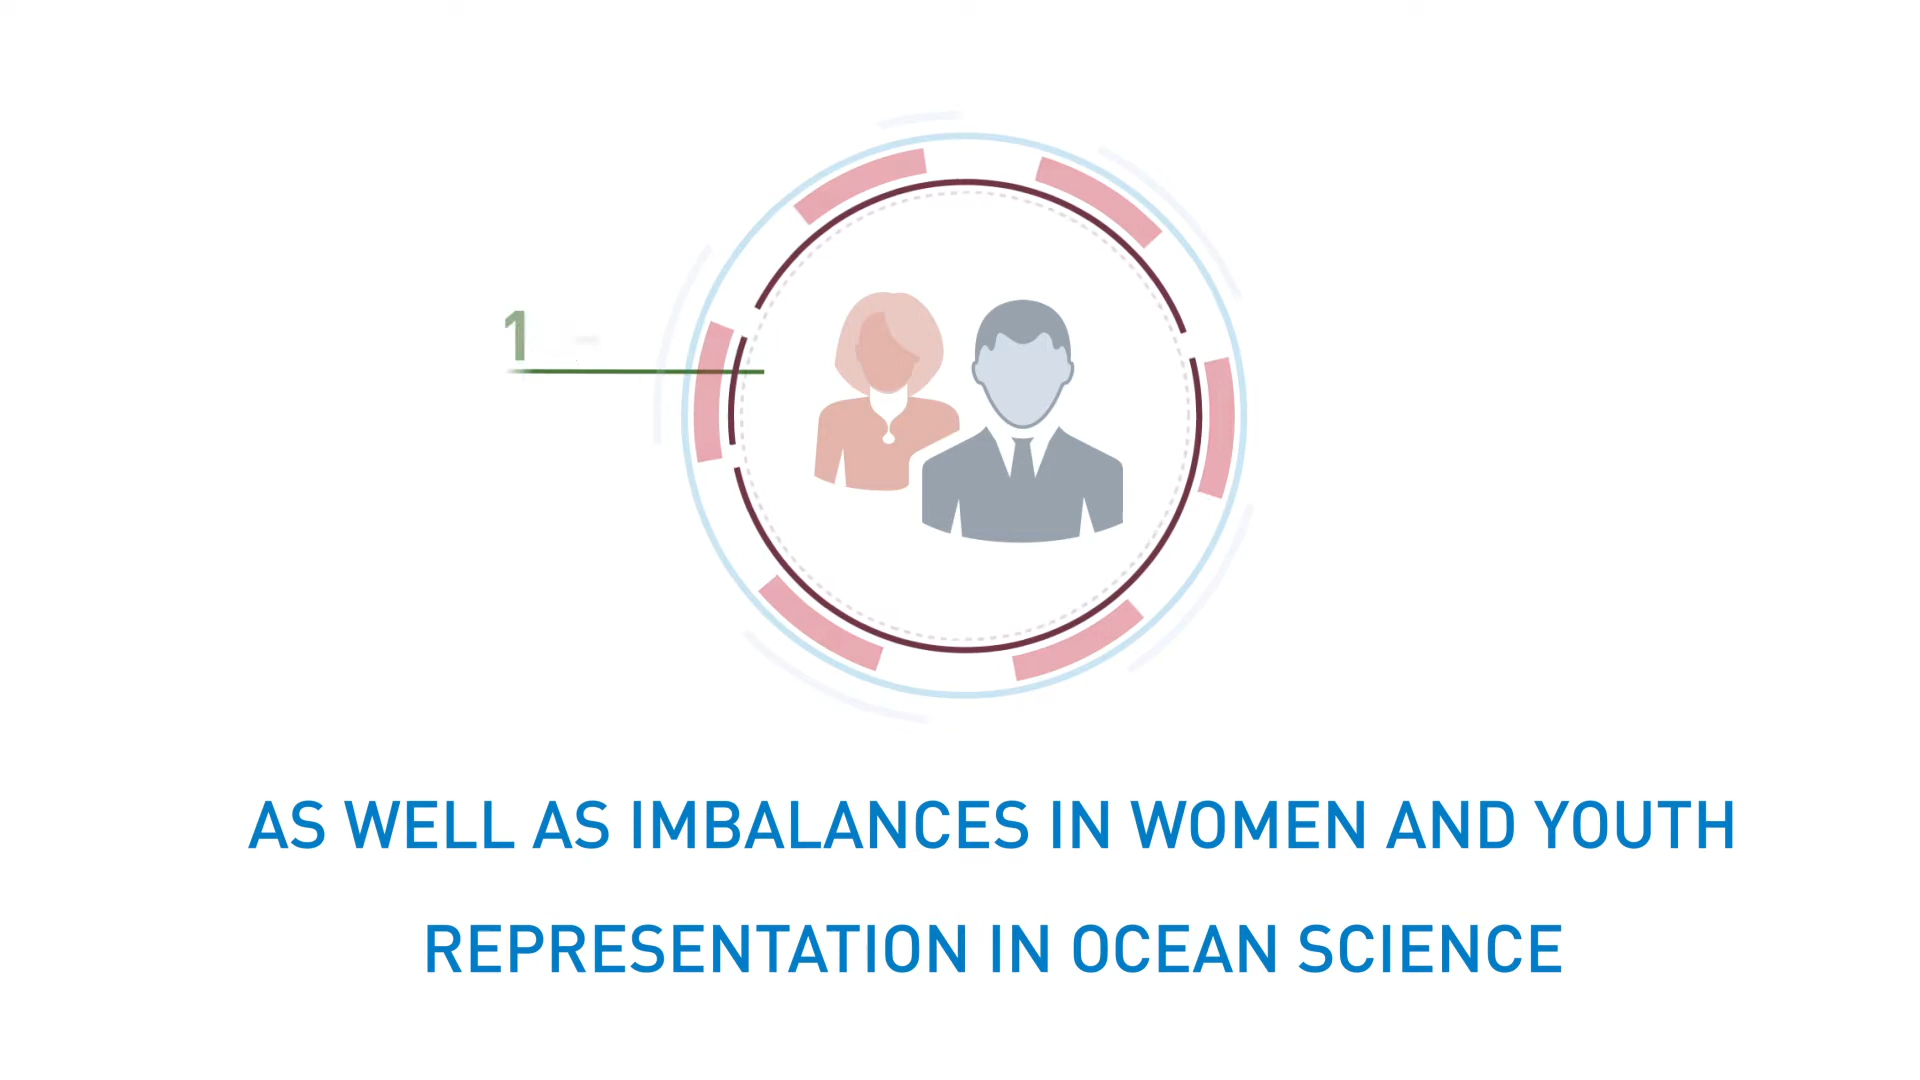 1
AS WELL AS IMBALANCES IN WOMEN AND YOUTH
REPRESENTATION IN OCEAN SCIENCE